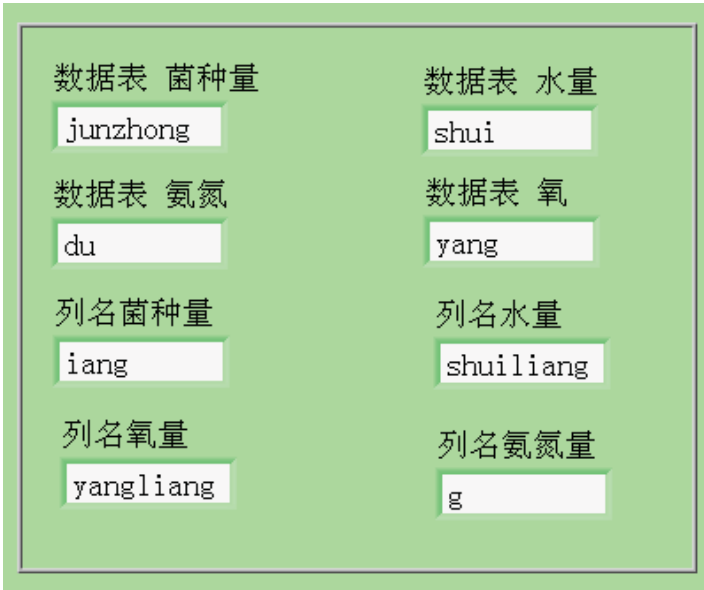 数据表 菌种量
数据表 水量
junzhong
shui
数据表 氨氮
数据表 氧
du
yang
列名菌种量
列名水量
iang
shuiliang
列名氧量
列名氨氮量
yangliang
g